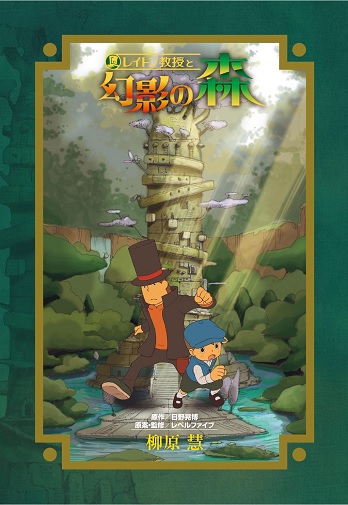 レイトン教授と
幻影の森
原作/日野晃博
原案・監修/レベルファイブ
柳原 慧